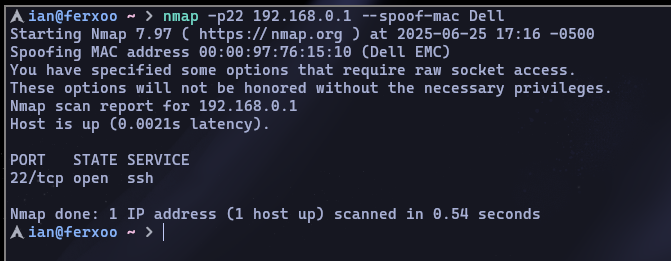 ian@ferxoo ~ > nmap -p22 192.168.0.1 --spoof-mac Dell
Starting Nmap 7.97 ( https://nmap.org ) at 2025-06-25 17:16 -0500
Spoofing MAC address 00:00:97:76:15:10 (Dell EMC)
You have specified some options that require raw socket access.
These options will not be honored without the necessary privileges.
Nmap scan report for 192.168.0.1
Host is up (0.0021s latency).

PORT   STATE SERVICE
22/tcp open  ssh

Nmap done: 1 IP address (1 host up) scanned in 0.54 seconds
ian@ferxoo ~ >